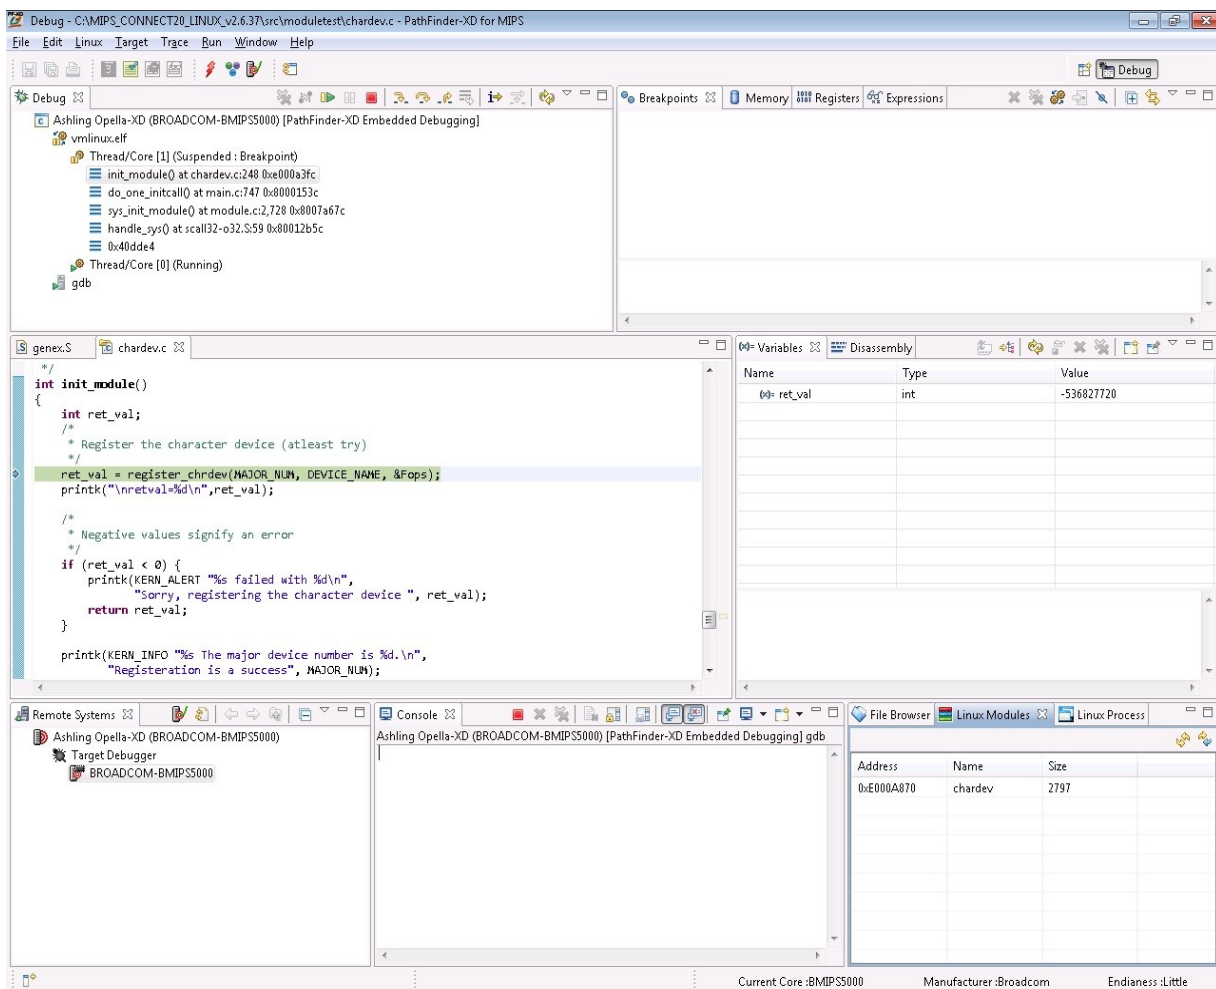 Debug - C:\MIPS_CONNECT20_LINUX_v2.6.37\src\moduletest\chardev.c - PathFinder-XD for MIPS
File Edit Linux Target Trace Run Window Help
Debug
Debug
Ashling Opella-XD (BROADCOM-BMIPS5000) [PathFinder-XD Embedded Debugging]
vmlinux.elf
Thread/Core [1] (Suspended : Breakpoint)
init_module() at chardev.c:248 0xe000a3fc
do_one_initcall() at main.c:747 0x8000153c
sys_init_module() at module.c:2,728 0x8007a67c
handle_sys() at scall32-o32.S:59 0x80012b5c
0x40dde4
Thread/Core [0] (Running)
gdb
Breakpoints Memory Registers Expressions
genex.S chardev.c
*/
int init_module()
{
int ret_val;
/*
* Register the character device (atleast try)
*/
ret_val = register_chrdev(MAJOR_NUM, DEVICE_NAME, &Fops);
printk("\nretval=%d\n",ret_val);
/*
* Negative values signify an error
*/
if (ret_val < 0) {
printk(KERN_ALERT "%s failed with %d\n",
"Sorry, registering the character device ", ret_val);
return ret_val;
}
printk(KERN_INFO "%s The major device number is %d.\n",
"Registeration is a success", MAJOR_NUM);
Variables Disassembly
Name Type Value
ret_val int -536827720
Remote Systems
Ashling Opella-XD (BROADCOM-BMIPS5000)
Target Debugger
BROADCOM-BMIPS5000
Console
Ashling Opella-XD (BROADCOM-BMIPS5000) [PathFinder-XD Embedded Debugging] gdb
File Browser Linux Modules Linux Process
Address Name Size
0xE000A870 chardev 2797
Current Core :BMIPS5000 Manufacturer :Broadcom Endianess :Little